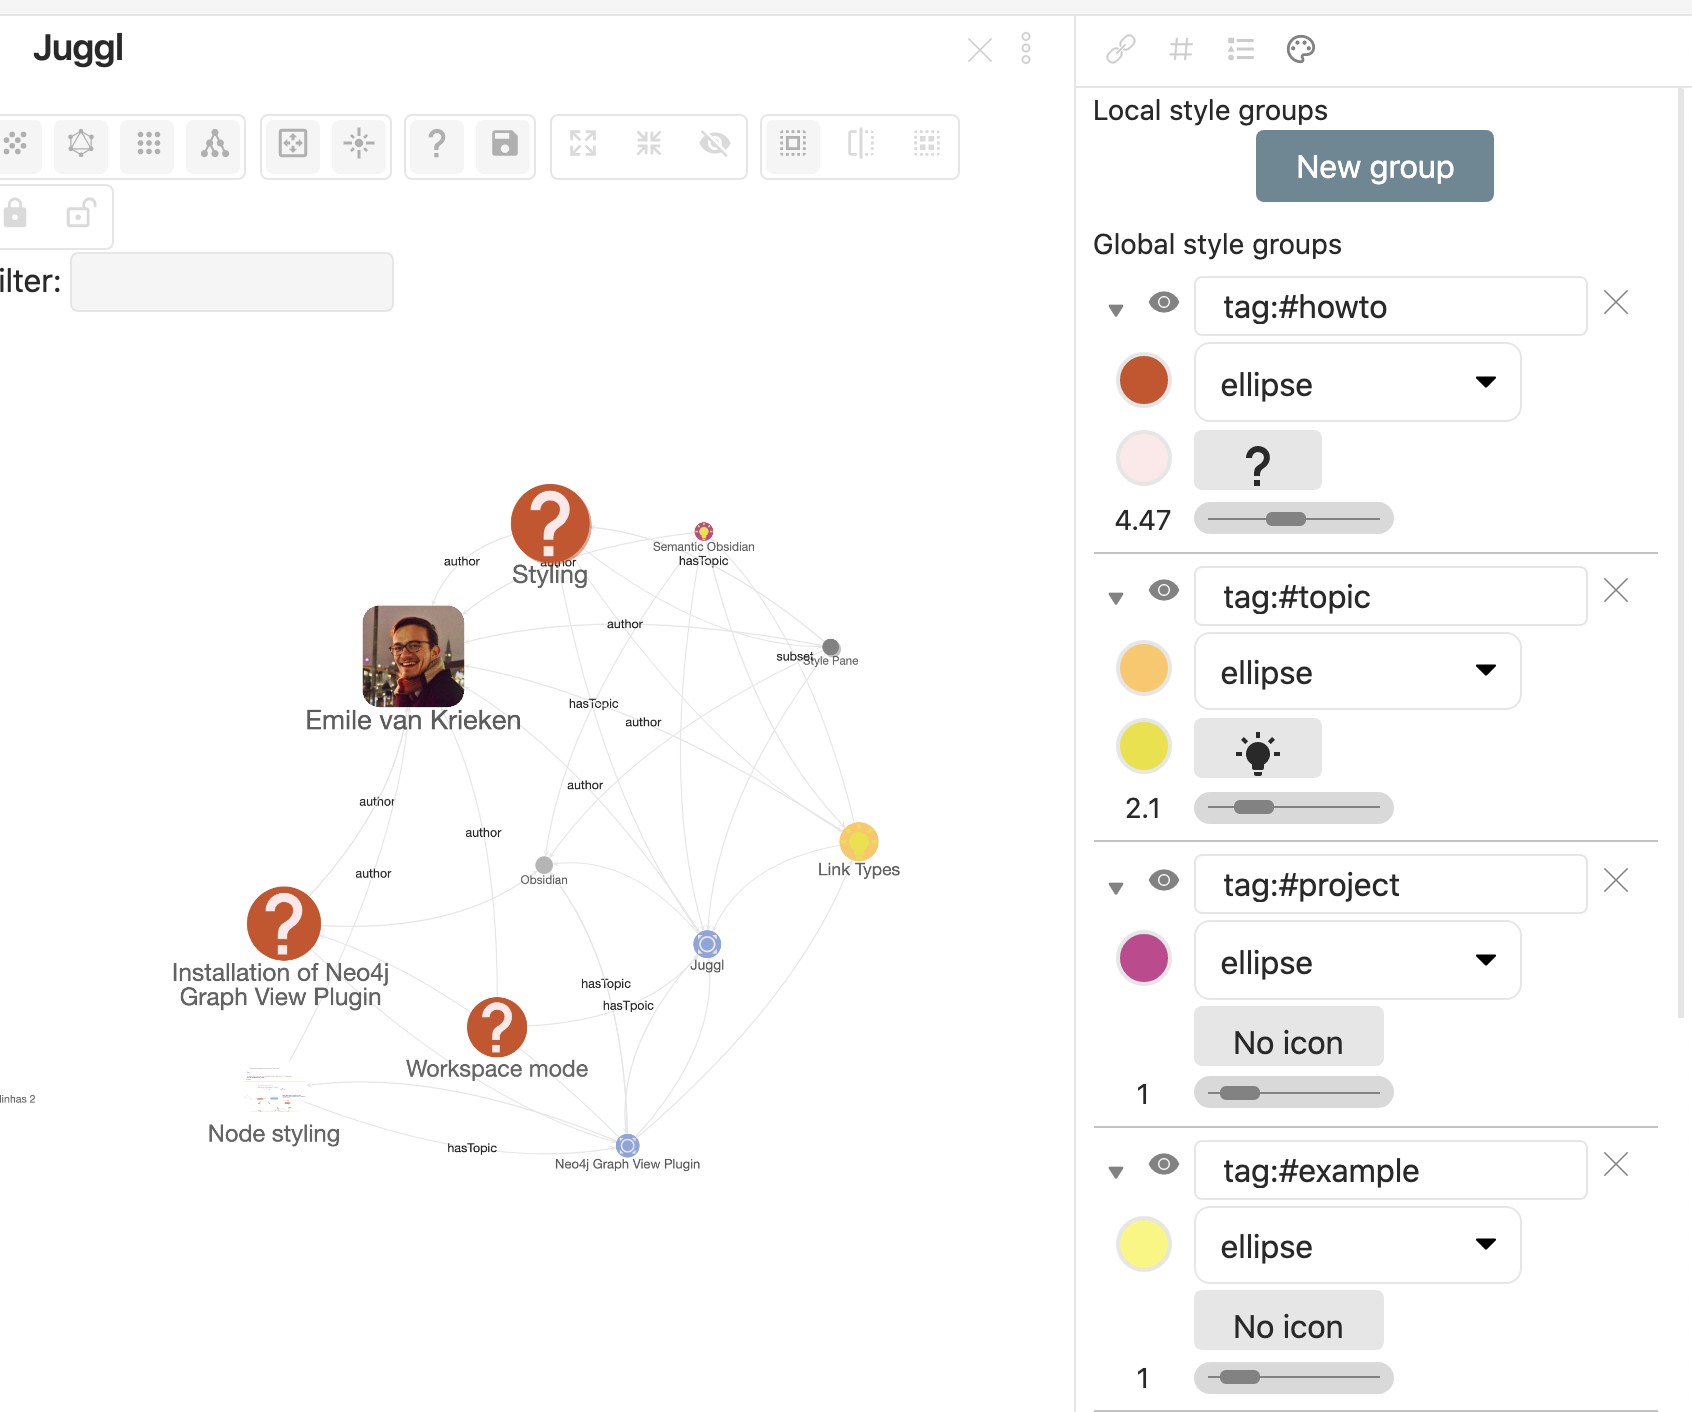 Juggl
ilter:
author
Styling
Semantic Obsidian
hasTopic
author
subset
Style Pane
Emile van Krieken
hasTopic
author
author
author
author
author
Obsidian
Link Types
Installation of Neo4j
Graph View Plugin
Juggl
hasTopic
hasTpoic
Workspace mode
linhas 2
Node styling
hasTopic
Neo4j Graph View Plugin
Local style groups
New group
Global style groups
tag:#howto
ellipse
?
4.47
tag:#topic
ellipse
2.1
tag:#project
ellipse
No icon
1
tag:#example
ellipse
No icon
1